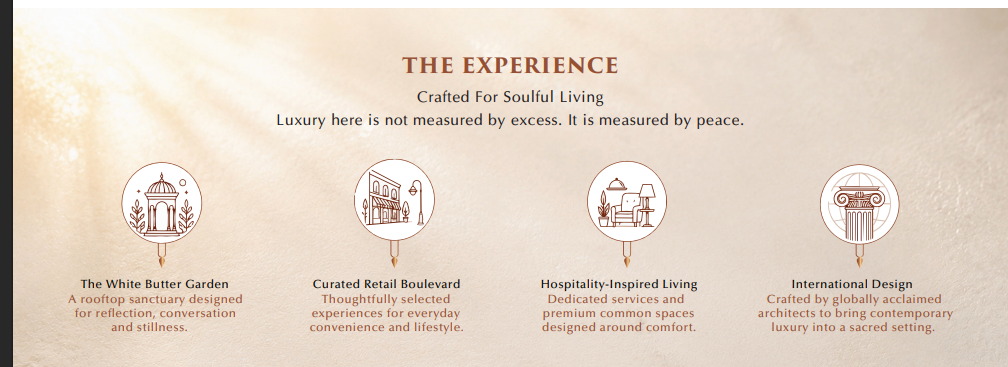 THE EXPERIENCE
Crafted For Soulful Living
Luxury here is not measured by excess. It is measured by peace.
The White Butter Garden
A rooftop sanctuary designed
for reflection, conversation
and stillness.
Curated Retail Boulevard
Thoughtfully selected
experiences for everyday
convenience and lifestyle.
Hospitality-Inspired Living
Dedicated services and
premium common spaces
designed around comfort.
International Design
Crafted by globally acclaimed
architects to bring contemporary
luxury into a sacred setting.